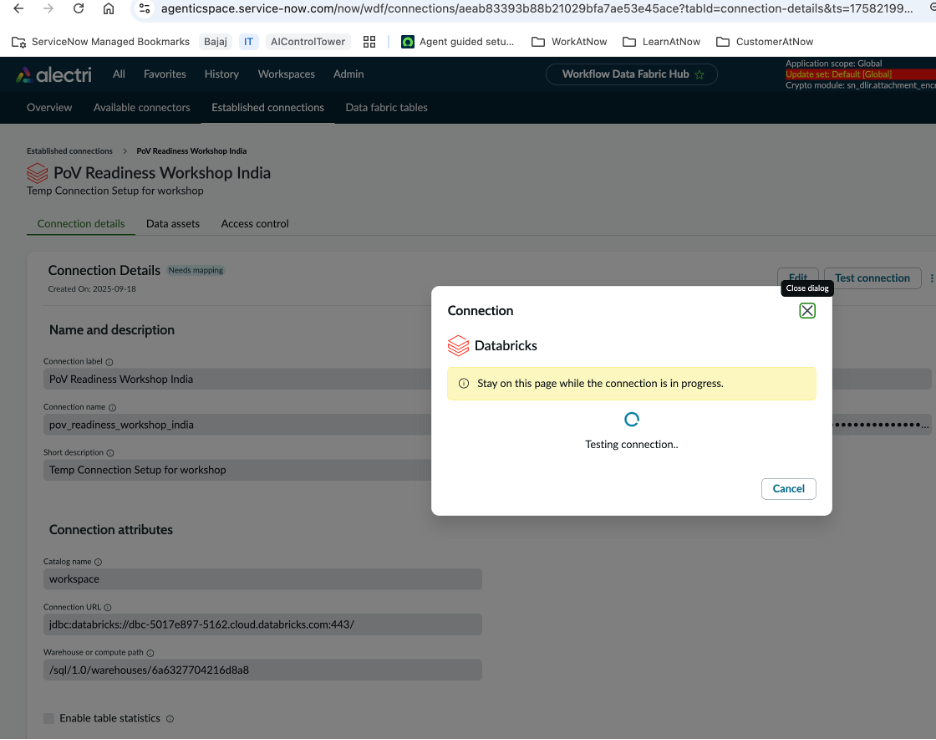 agenticspace.service-now.com/now/wdf/connections/aeab83393b88b21029bfa7ae53e45ace?tabId=connection-details&ts=17582199...
ServiceNow Managed Bookmarks Bajaj IT AIControlTower Agent guided setu... WorkAtNow LearnAtNow CustomerAtNow
alectri All Favorites History Workspaces Admin Workflow Data Fabric Hub
Application scope: Global
Update set: Default [Global]
Crypto module: sn_dlir.attachment_encr
Overview Available connectors Established connections Data fabric tables
Established connections > PoV Readiness Workshop India
PoV Readiness Workshop India
Temp Connection Setup for workshop
Connection details Data assets Access control
Connection Details Needs mapping
Edit Test connection
Created On: 2025-09-18
Close dialog
Name and description
Connection label
PoV Readiness Workshop India
Connection name
pov_readiness_workshop_india
Short description
Temp Connection Setup for workshop
Connection
Databricks
Stay on this page while the connection is in progress.
Testing connection..
Cancel
Connection attributes
Catalog name
workspace
Connection URL
jdbc:databricks://dbc-5017e897-5162.cloud.databricks.com:443/
Warehouse or compute path
/sql/1.0/warehouses/6a6327704216d8a8
Enable table statistics